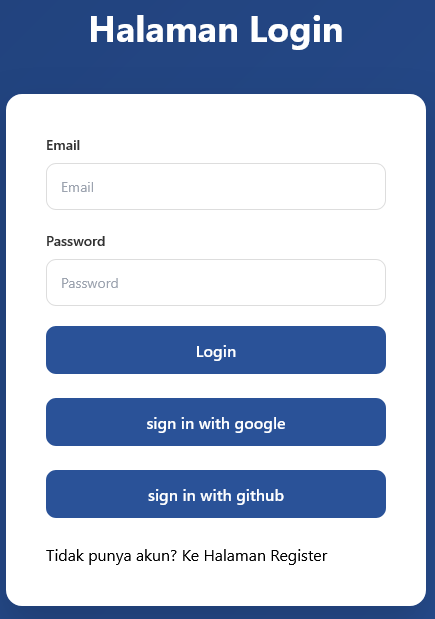 Halaman Login
Email
Email
Password
Password
Login
sign in with google
sign in with github
Tidak punya akun? Ke Halaman Register